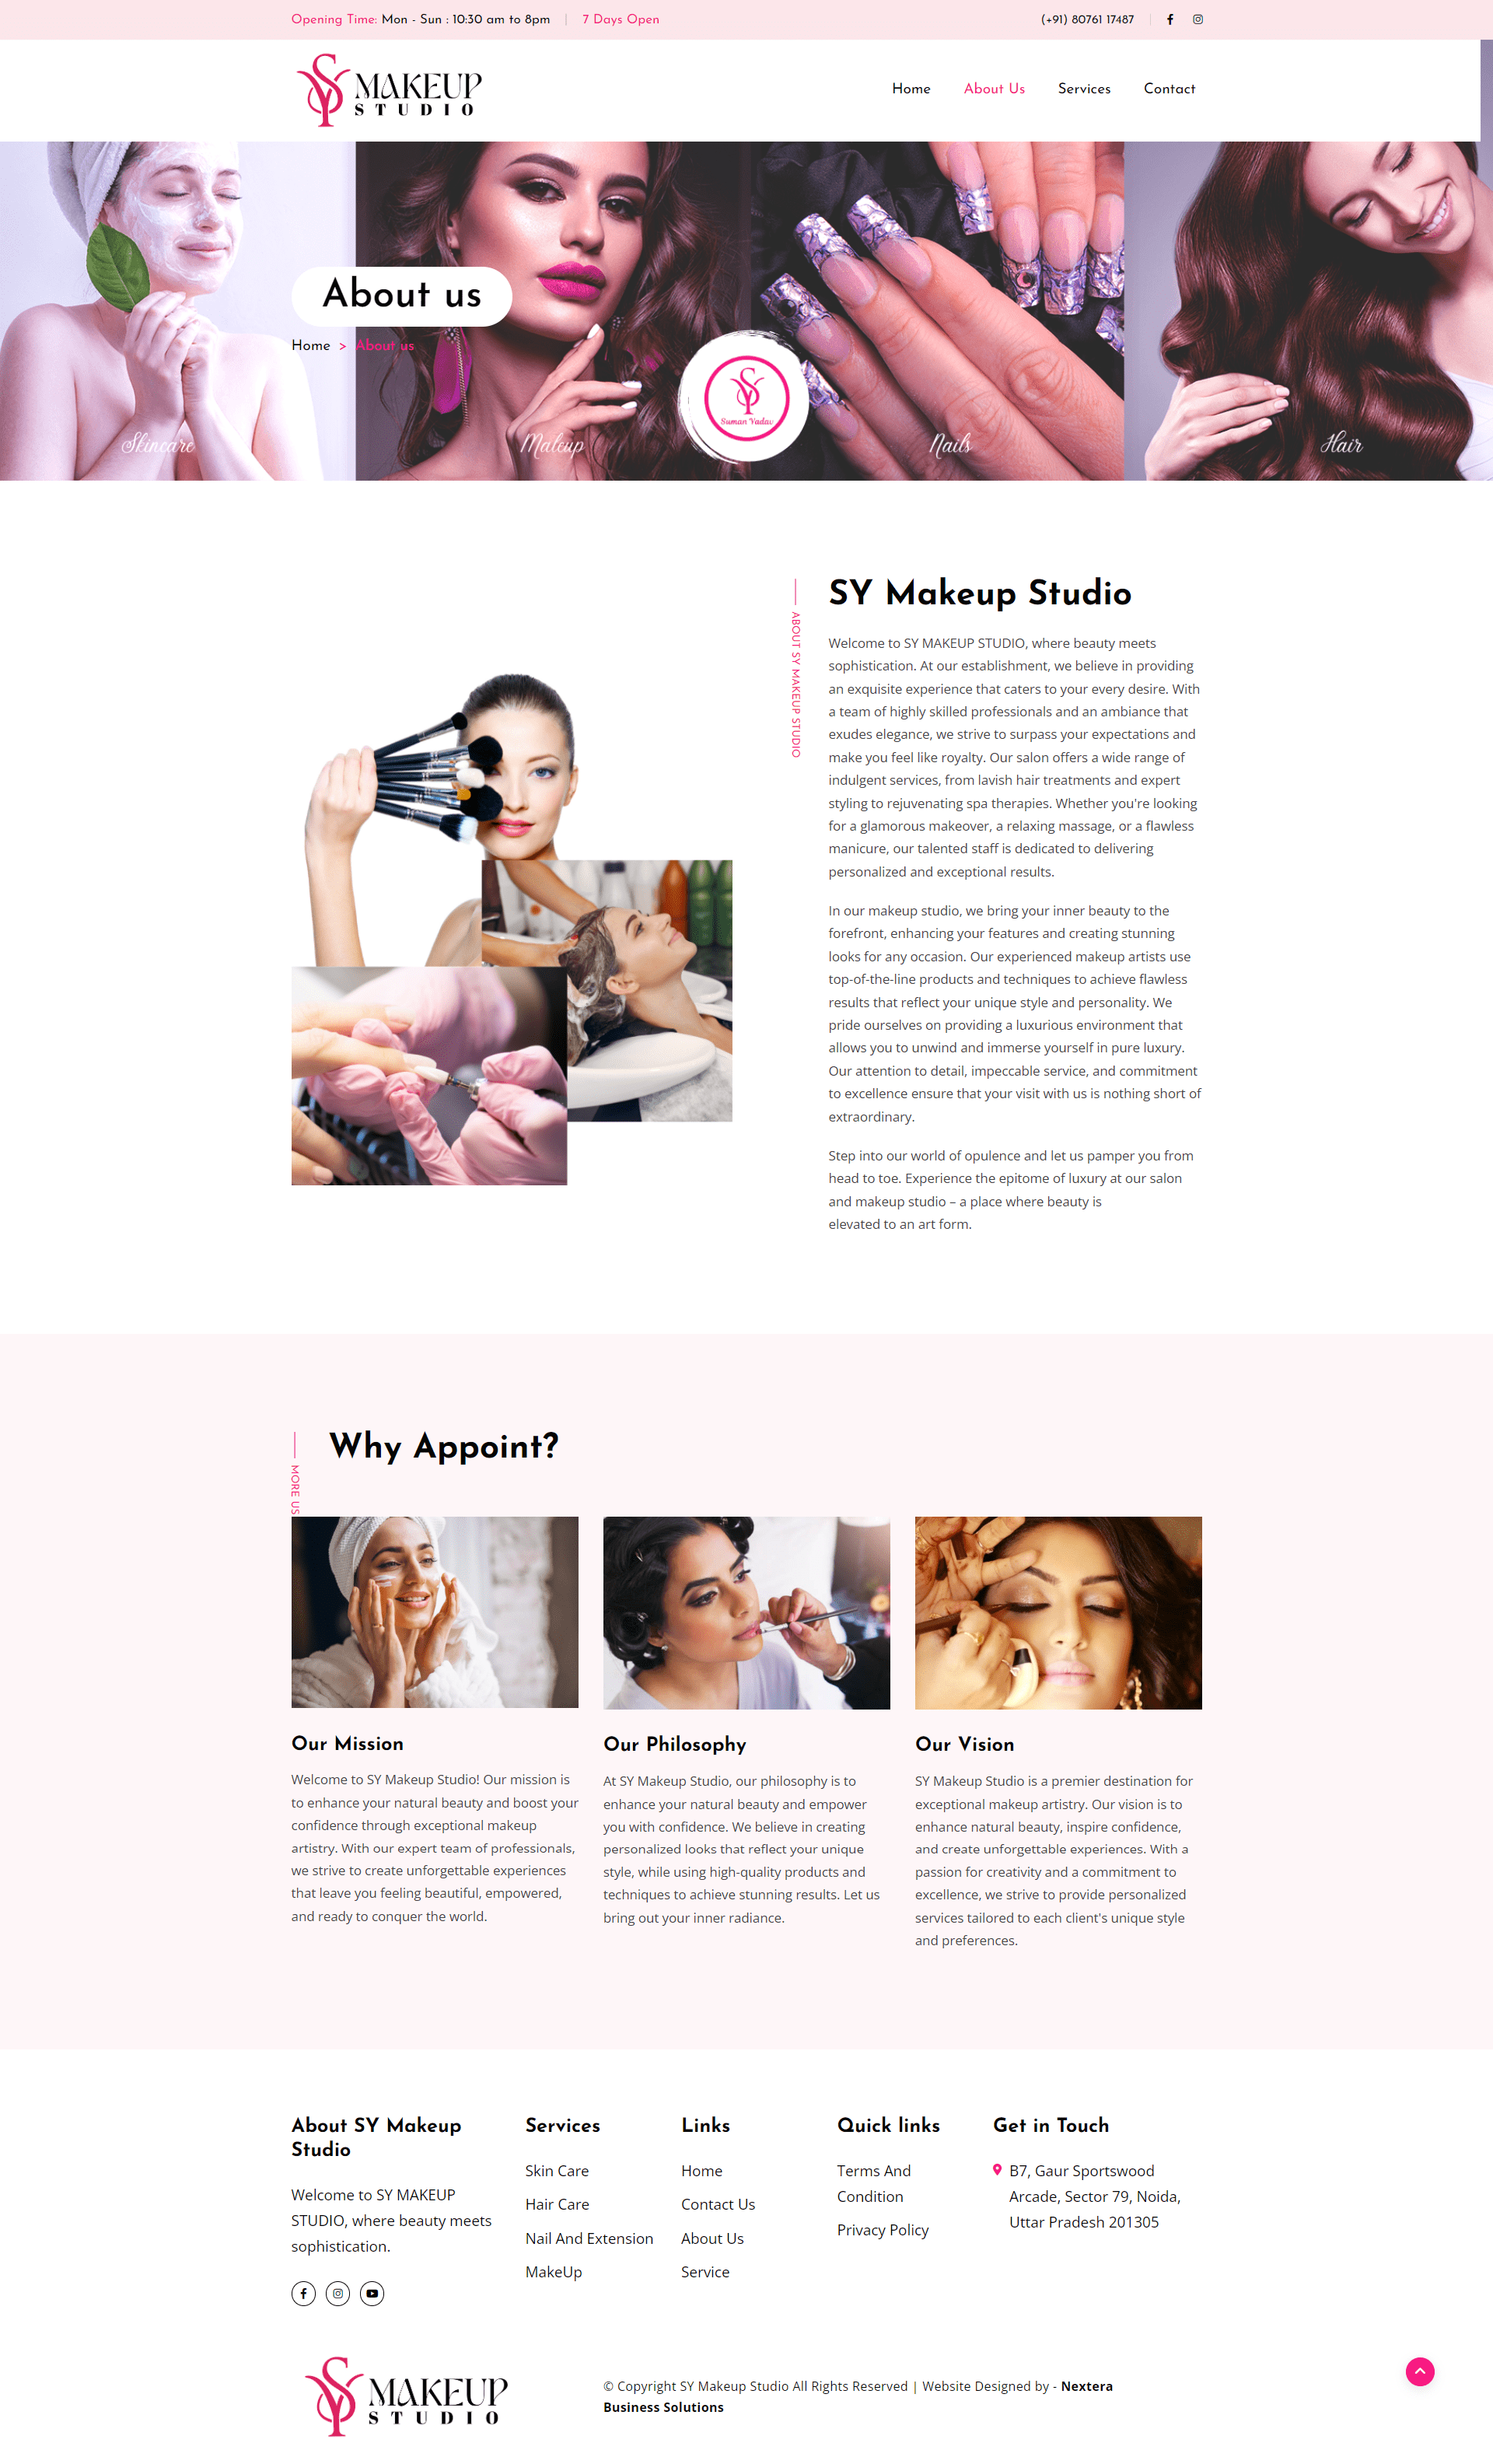 Opening Time: Mon - Sun : 10:30 am to 8pm | 7 Days Open
(+91) 80761 17487
SY MAKEUP
STUDIO
Home About Us Services Contact
About us
Home > About us
Skincare
Makeup
SY
Suman Yadav
Nails
Hair
ABOUT SY MAKEUP STUDIO
SY Makeup Studio
Welcome to SY MAKEUP STUDIO, where beauty meets
sophistication. At our establishment, we believe in providing
an exquisite experience that caters to your every desire. With
a team of highly skilled professionals and an ambiance that
exudes elegance, we strive to surpass your expectations and
make you feel like royalty. Our salon offers a wide range of
indulgent services, from lavish hair treatments and expert
styling to rejuvenating spa therapies. Whether you're looking
for a glamorous makeover, a relaxing massage, or a flawless
manicure, our talented staff is dedicated to delivering
personalized and exceptional results.
In our makeup studio, we bring your inner beauty to the
forefront, enhancing your features and creating stunning
looks for any occasion. Our experienced makeup artists use
top-of-the-line products and techniques to achieve flawless
results that reflect your unique style and personality. We
pride ourselves on providing a luxurious environment that
allows you to unwind and immerse yourself in pure luxury.
Our attention to detail, impeccable service, and commitment
to excellence ensure that your visit with us is nothing short of
extraordinary.
Step into our world of opulence and let us pamper you from
head to toe. Experience the epitome of luxury at our salon
and makeup studio – a place where beauty is
elevated to an art form.
MORE US
Why Appoint?
Our Mission
Welcome to SY Makeup Studio! Our mission is
to enhance your natural beauty and boost your
confidence through exceptional makeup
artistry. With our expert team of professionals,
we strive to create unforgettable experiences
that leave you feeling beautiful, empowered,
and ready to conquer the world.
Our Philosophy
At SY Makeup Studio, our philosophy is to
enhance your natural beauty and empower
you with confidence. We believe in creating
personalized looks that reflect your unique
style, while using high-quality products and
techniques to achieve stunning results. Let us
bring out your inner radiance.
Our Vision
SY Makeup Studio is a premier destination for
exceptional makeup artistry. Our vision is to
enhance natural beauty, inspire confidence,
and create unforgettable experiences. With a
passion for creativity and a commitment to
excellence, we strive to provide personalized
services tailored to each client's unique style
and preferences.
About SY Makeup
Studio
Welcome to SY MAKEUP
STUDIO, where beauty meets
sophistication.
Services
Skin Care
Hair Care
Nail And Extension
MakeUp
Links
Home
Contact Us
About Us
Service
Quick links
Terms And
Condition
Privacy Policy
Get in Touch
B7, Gaur Sportswood
Arcade, Sector 79, Noida,
Uttar Pradesh 201305
SY MAKEUP
STUDIO
© Copyright SY Makeup Studio All Rights Reserved | Website Designed by - Nextera
Business Solutions